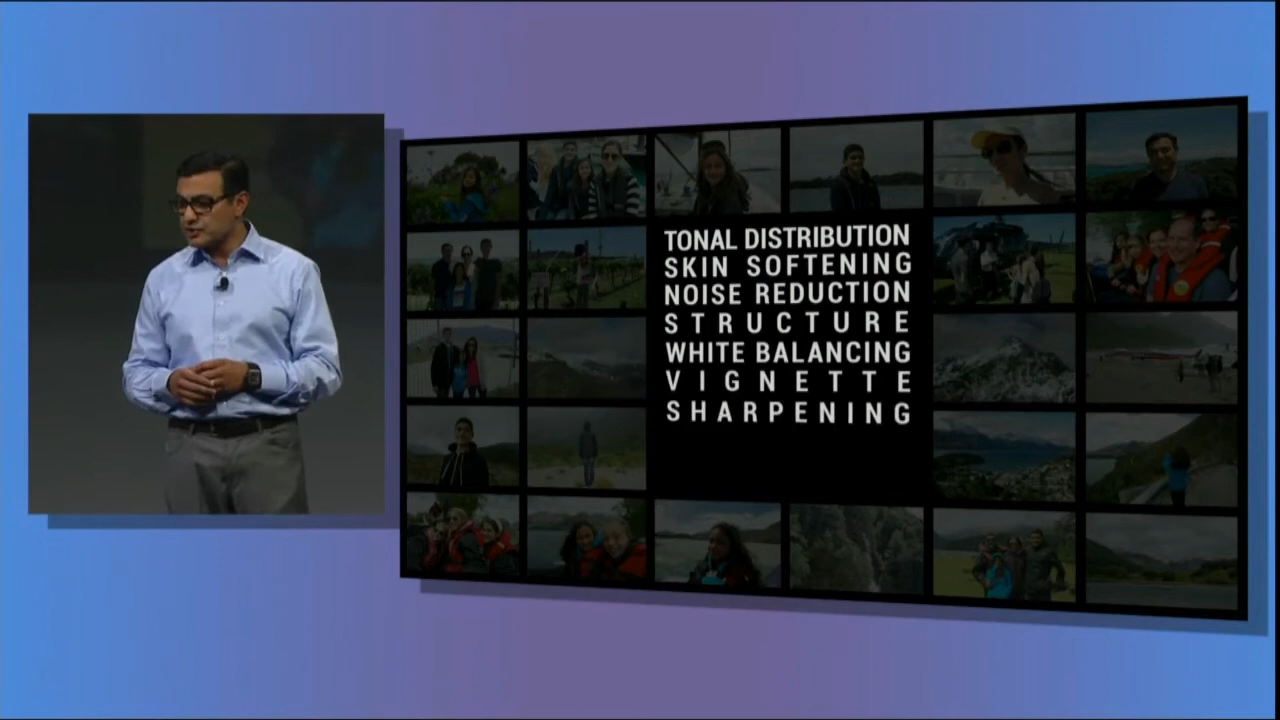 TONAL DISTRIBUTION
SKIN SOFTENING
NOISE REDUCTION
STRUCTURE
WHITE BALANCING
VIGNETTE
SHARPENING